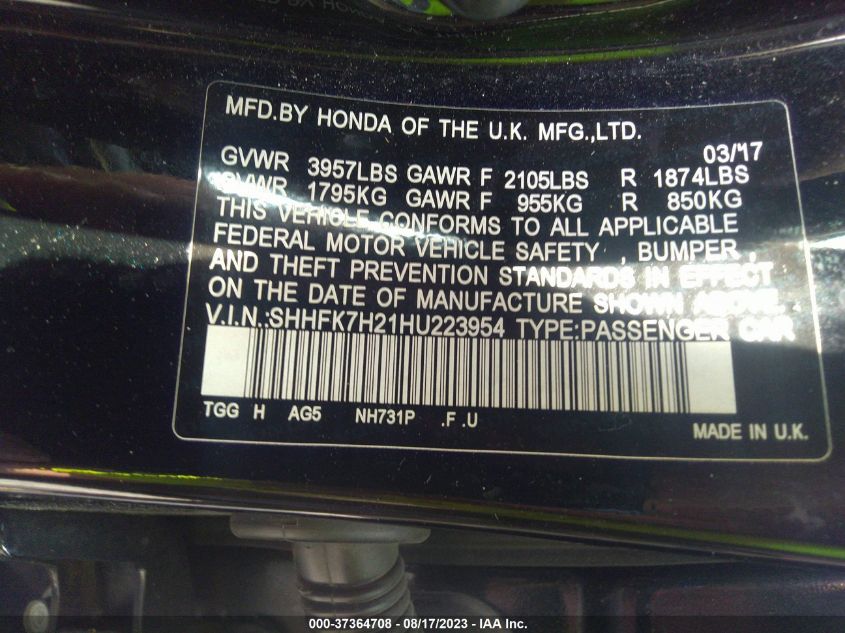 MFD.BY HONDA OF THE U.K. MFG.,LTD.
03/'17
GVWR 3957LBS GAWR F 2105LBS R 1874LBS
GVWR 1795KG GAWR F 955KG R 850KG
THIS VEHICLE CONFORMS TO ALL APPLICABLE
FEDERAL MOTOR VEHICLE SAFETY , BUMPER ,
AND THEFT PREVENTION STANDARDS IN EFFECT
ON THE DATE OF MANUFACTURE SHOWN ABOVE .
V.I.N.:SHHFK7H21HU223954 TYPE:PASSENGER CAR
TGG H AG5 NH731P .F .U
MADE IN U.K.
000-37364708 - 08/17/2023 - IAA Inc.